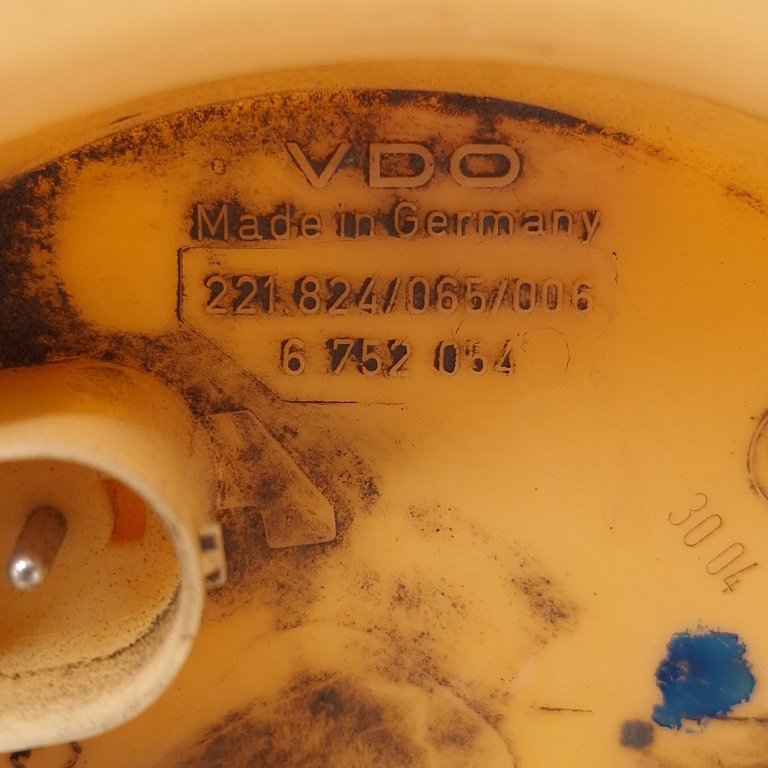 VDO
Made in Germany
221 824/065/006
6 752 054
30 04